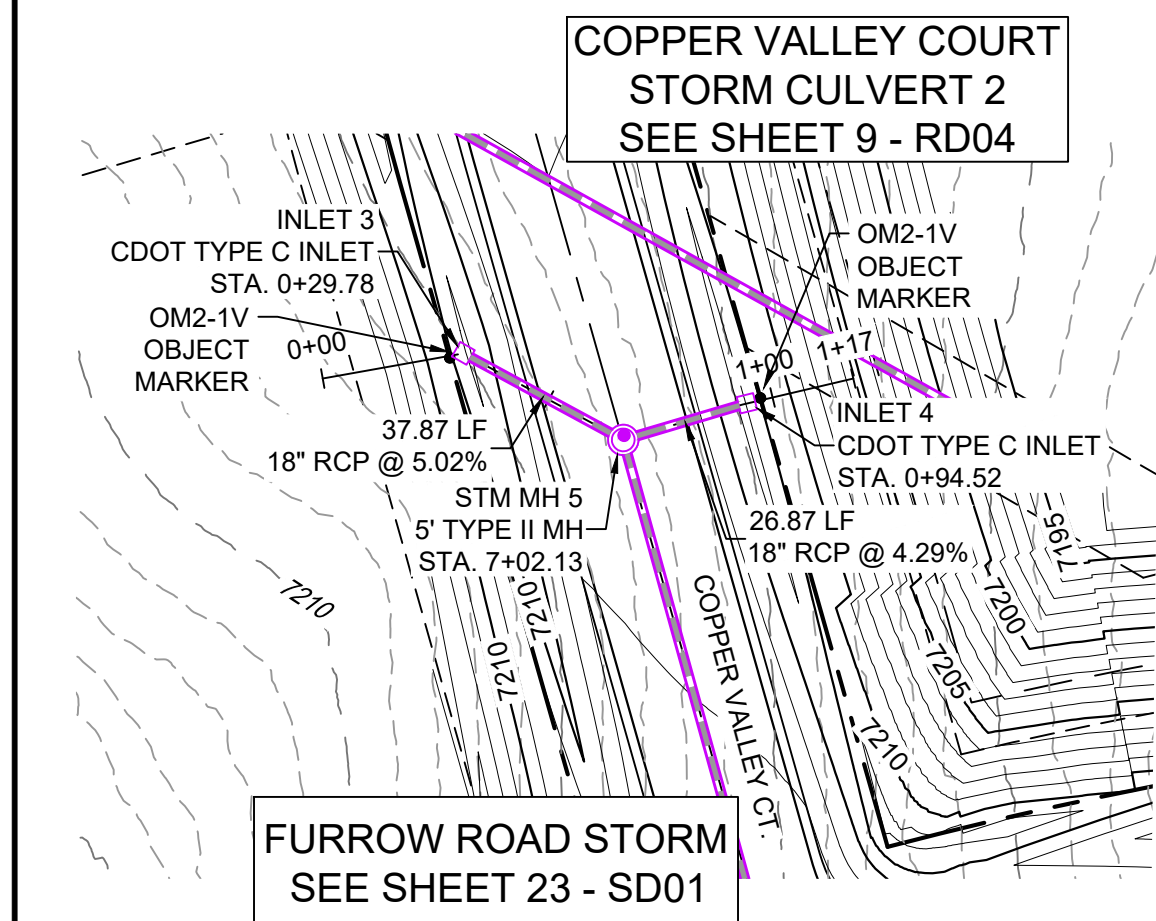 COPPER VALLEY COURT
STORM CULVERT 2
SEE SHEET 9 - RD04
INLET 3
CDOT TYPE C INLET
STA. 0+29.78
OM2-1V
OBJECT
MARKER
0+00
OM2-1V
OBJECT
MARKER
1+00
1+17
INLET 4
CDOT TYPE C INLET
STA. 0+94.52
37.87 LF
18" RCP @ 5.02%
STM MH 5
5' TYPE II MH
STA. 7+02.13
26.87 LF
18" RCP @ 4.29%
7195
7200
7205
7210
7210
7210
7210
COPPER VALLEY CT.
FURROW ROAD STORM
SEE SHEET 23 - SD01